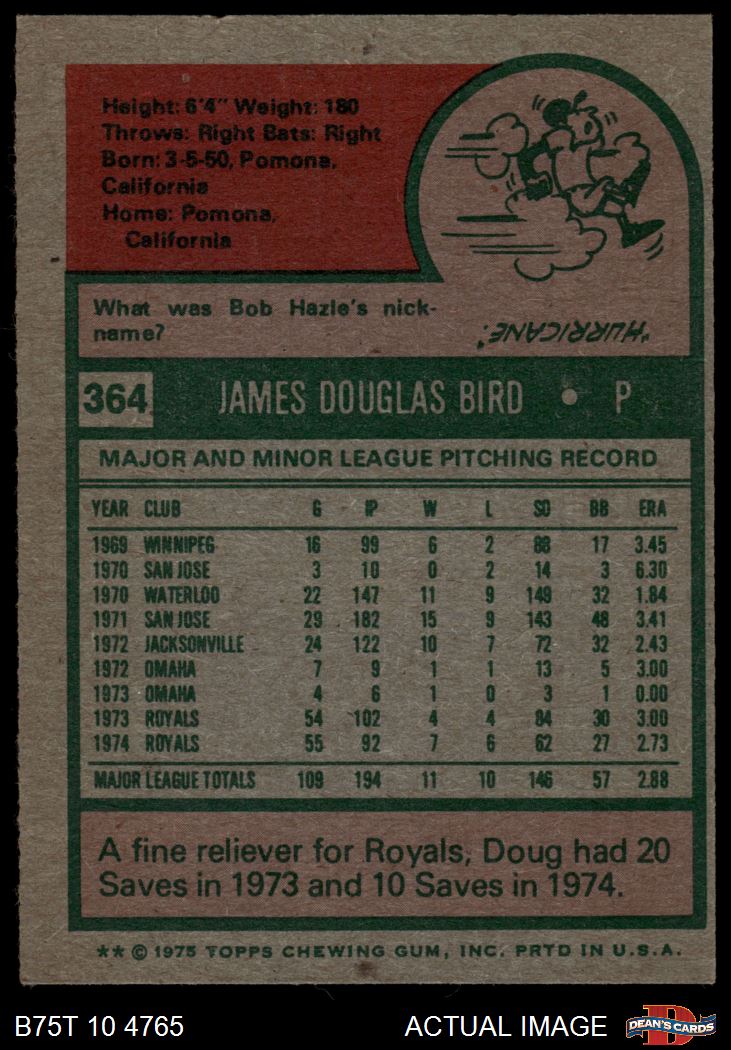 Height: 6'4" Weight: 180
Throws: Right Bats: Right
Born: 3-5-50, Pomona,
California
Home: Pomona,
California
What was Bob Hazle's nick-
name?
"HURRICANE."
364 JAMES DOUGLAS BIRD • P
MAJOR AND MINOR LEAGUE PITCHING RECORD
YEAR CLUB G IP W L SO BB ERA
1969 WINNIPEG 16 99 6 2 88 17 3.45
1970 SAN JOSE 3 10 0 2 14 3 6.30
1970 WATERLOO 22 147 11 9 149 32 1.84
1971 SAN JOSE 29 182 15 9 143 48 3.41
1972 JACKSONVILLE 24 122 10 7 72 32 2.43
1972 OMAHA 7 9 1 1 13 5 3.00
1973 OMAHA 4 6 1 0 3 1 0.00
1973 ROYALS 54 102 4 4 84 30 3.00
1974 ROYALS 55 92 7 6 62 27 2.73
MAJOR LEAGUE TOTALS 109 194 11 10 146 57 2.88
A fine reliever for Royals, Doug had 20
Saves in 1973 and 10 Saves in 1974.
** © 1975 TOPPS CHEWING GUM, INC. PRTD IN U.S.A.
B75T 10 4765 ACTUAL IMAGE D DEAN'S CARDS
www.DeansCards.com